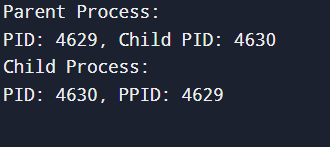 Parent Process:
PID: 4629, Child PID: 4630
Child Process:
PID: 4630, PPID: 4629